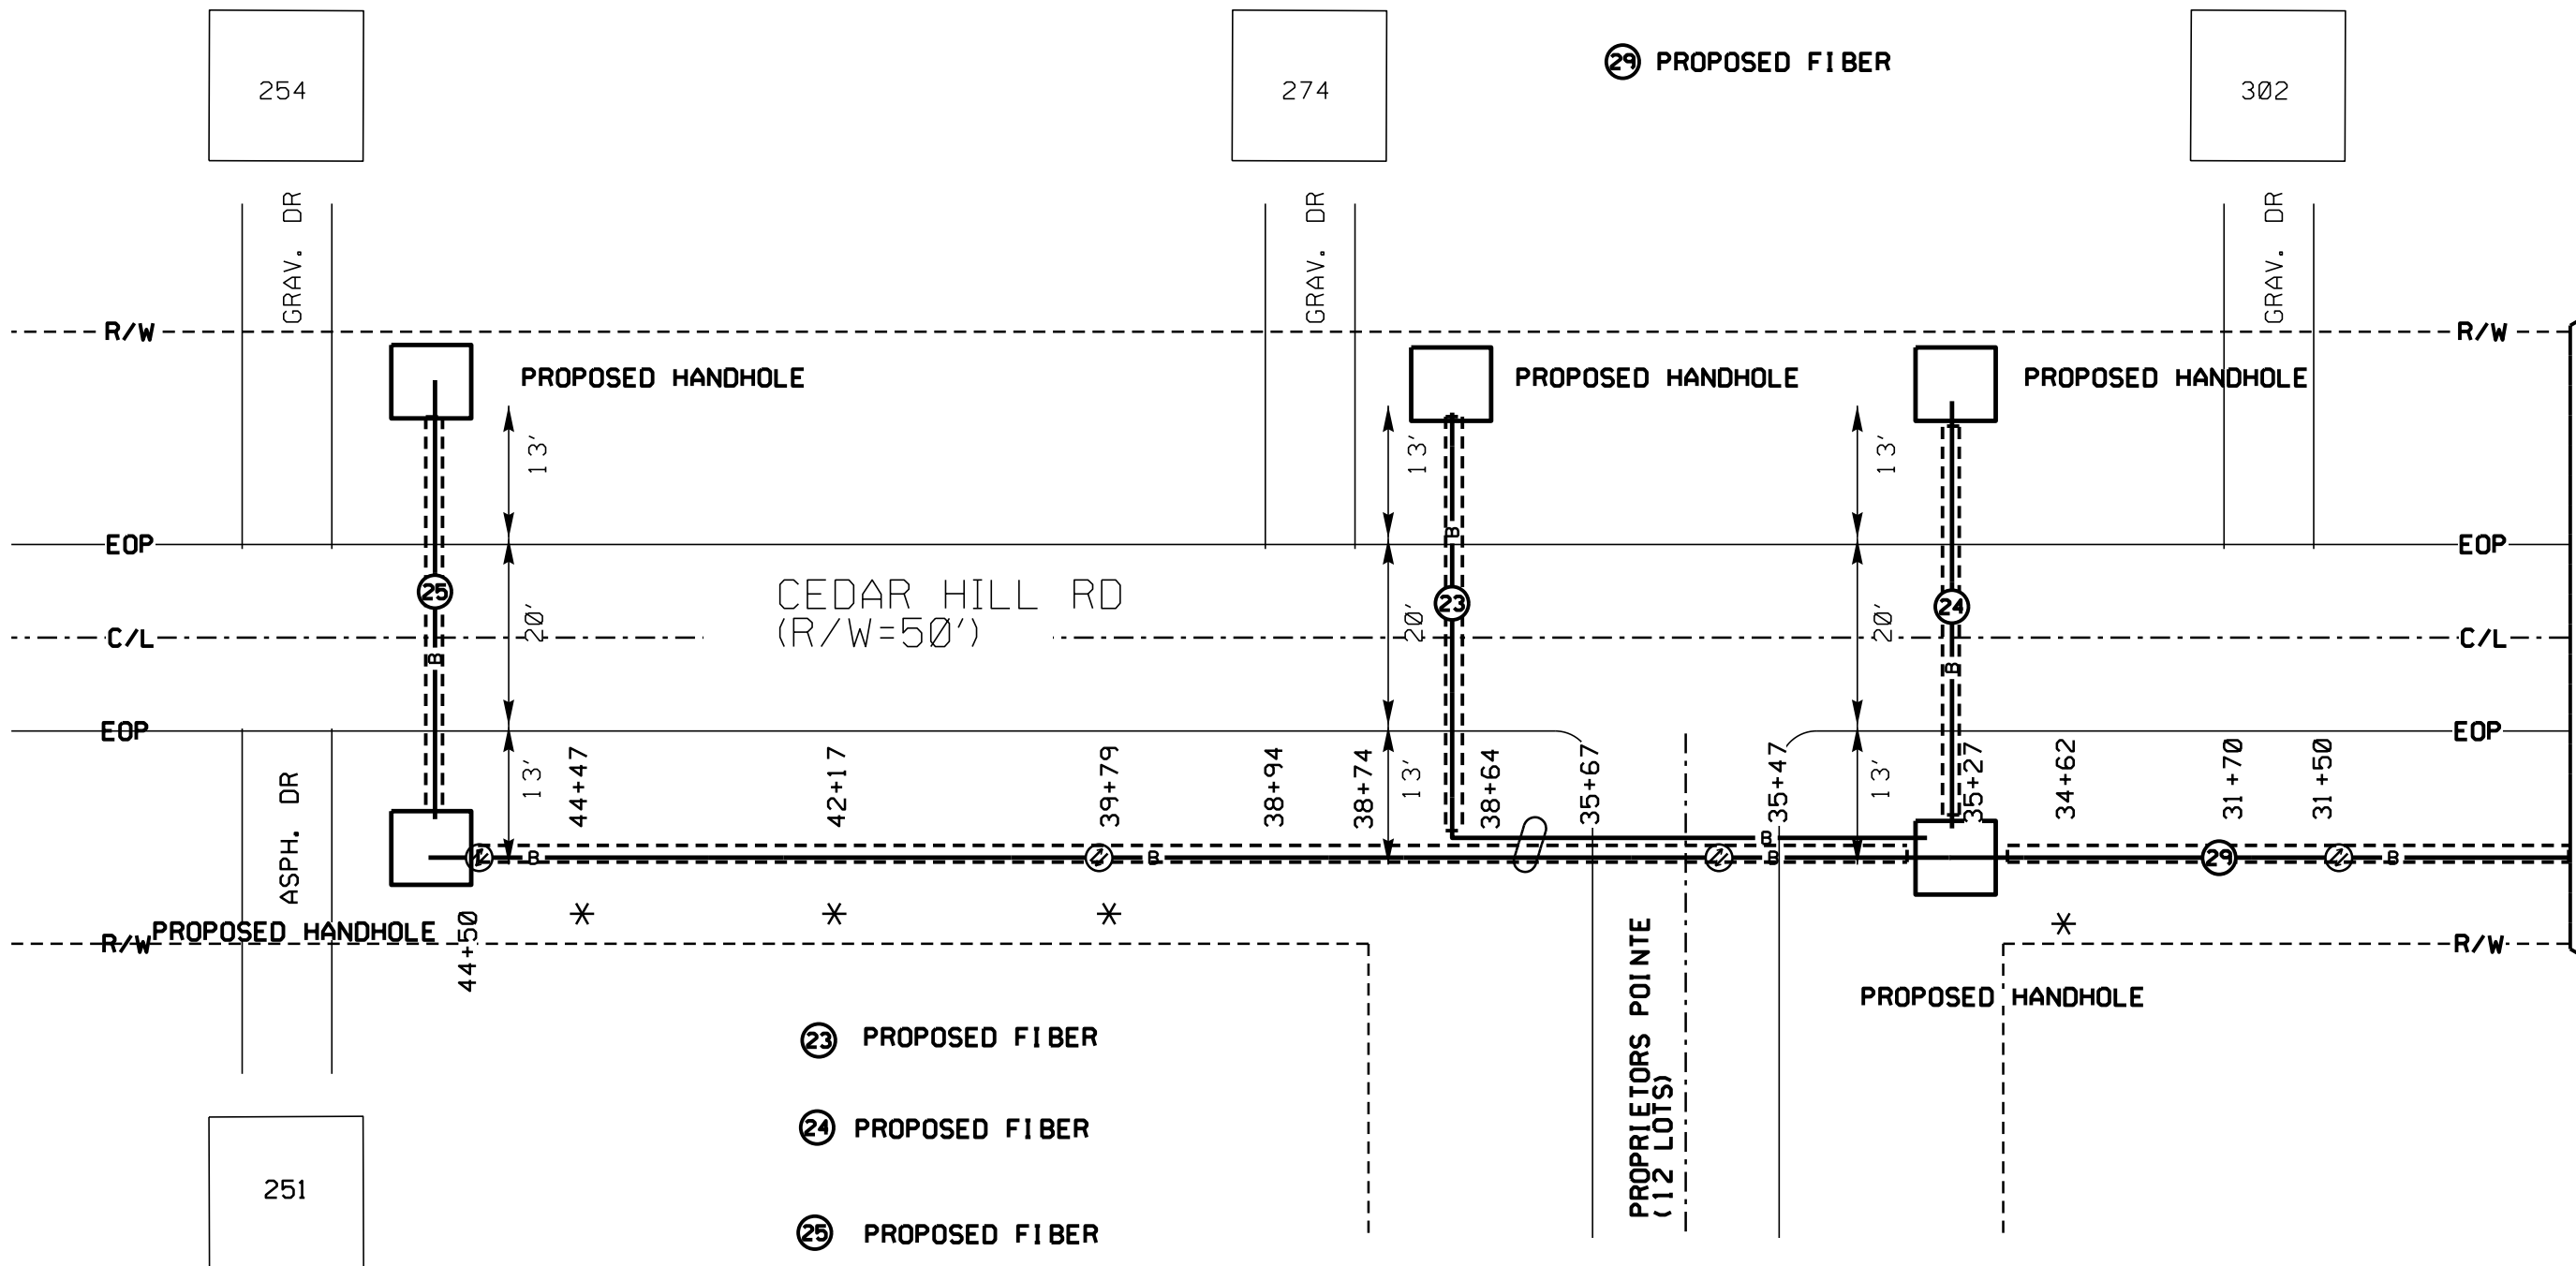 254
274
29 PROPOSED FIBER
302
GRAV. DR
GRAV. DR
GRAV. DR
R/W
R/W
PROPOSED HANDHOLE
PROPOSED HANDHOLE
PROPOSED HANDHOLE
13'
13'
13'
EOP
EOP
25
CEDAR HILL RD
(R/W=50')
23
24
20'
20'
20'
C/L
C/L
B
B
B
EOP
EOP
13'
44+47
42+17
39+79
38+94
38+74
13'
38+64
35+67
35+47
13'
35+27
34+62
31+70
31+50
ASPH. DR
B
B
B
B
29
B
PROPOSED HANDHOLE
R/W
R/W
44+50
PROPRIETORS POINTE
(12 LOTS)
PROPOSED HANDHOLE
23 PROPOSED FIBER
24 PROPOSED FIBER
25 PROPOSED FIBER
251